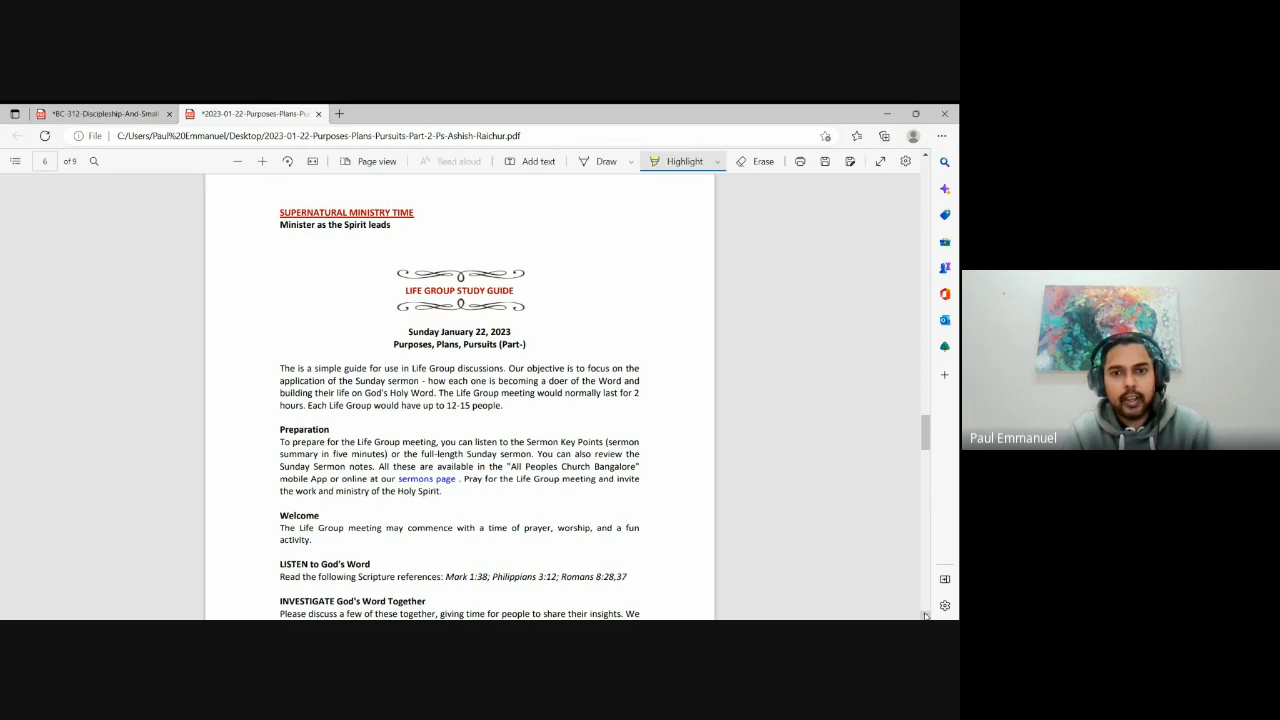 *BC-312-Discipleship-And-Small
*2023-01-22-Purposes-Plans-Pu
File
C:/Users/Paul%20Emmanuel/Desktop/2023-01-22-Purposes-Plans-Pursuits-Part-2-Ps-Ashish-Raichur.pdf
6 of 9 Page view Read aloud Add text Draw Highlight Erase
SUPERNATURAL MINISTRY TIME
Minister as the Spirit leads
LIFE GROUP STUDY GUIDE
Sunday January 22, 2023
Purposes, Plans, Pursuits (Part-)
The is a simple guide for use in Life Group discussions. Our objective is to focus on the
application of the Sunday sermon - how each one is becoming a doer of the Word and
building their life on God's Holy Word. The Life Group meeting would normally last for 2
hours. Each Life Group would have up to 12-15 people.
Preparation
To prepare for the Life Group meeting, you can listen to the Sermon Key Points (sermon
summary in five minutes) or the full-length Sunday sermon. You can also review the
Sunday Sermon notes. All these are available in the "All Peoples Church Bangalore"
mobile App or online at our sermons page . Pray for the Life Group meeting and invite
the work and ministry of the Holy Spirit.
Welcome
The Life Group meeting may commence with a time of prayer, worship, and a fun
activity.
LISTEN to God's Word
Read the following Scripture references: Mark 1:38; Philippians 3:12; Romans 8:28,37
INVESTIGATE God's Word Together
Please discuss a few of these together, giving time for people to share their insights. We
Paul Emmanuel